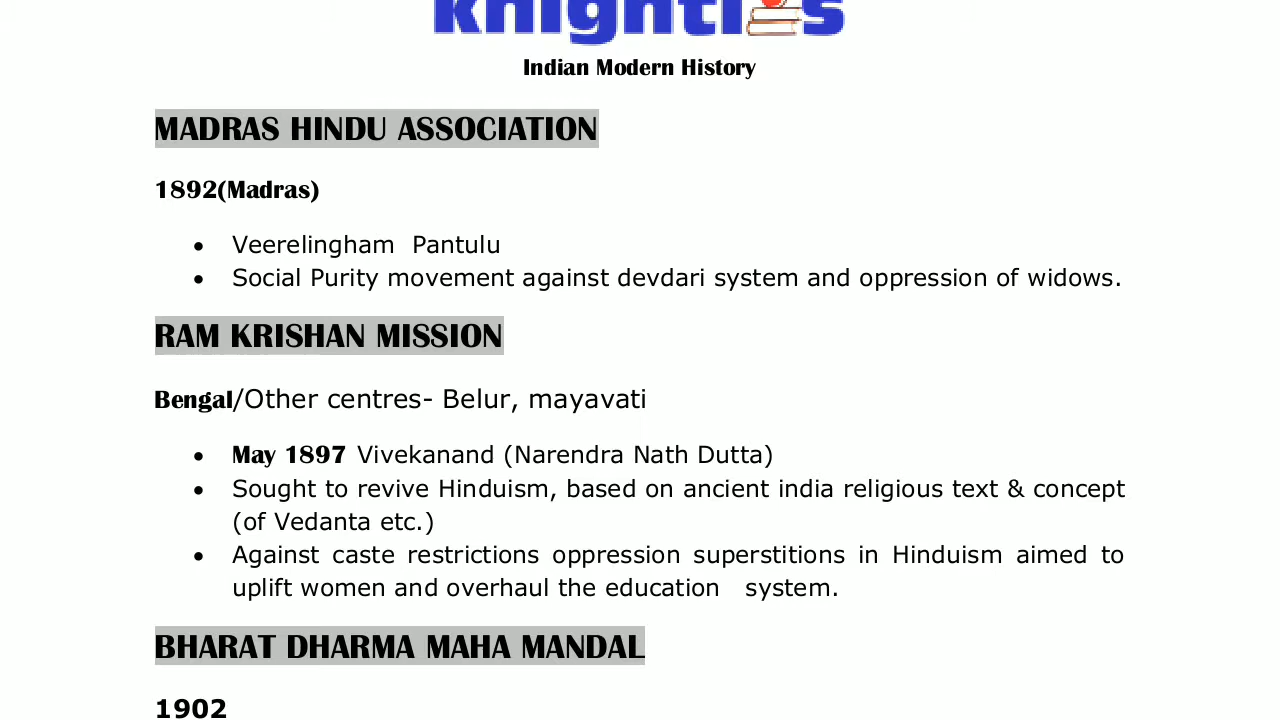 Indian Modern History
MADRAS HINDU ASSOCIATION
1892(Madras)
• Veerelingham Pantulu
• Social Purity movement against devdari system and oppression of widows.
RAM KRISHAN MISSION
Bengal/Other centres- Belur, mayavati
• May 1897 Vivekanand (Narendra Nath Dutta)
• Sought to revive Hinduism, based on ancient india religious text & concept
(of Vedanta etc.)
• Against caste restrictions oppression superstitions in Hinduism aimed to
uplift women and overhaul the education system.
BHARAT DHARMA MAHA MANDAL
1902